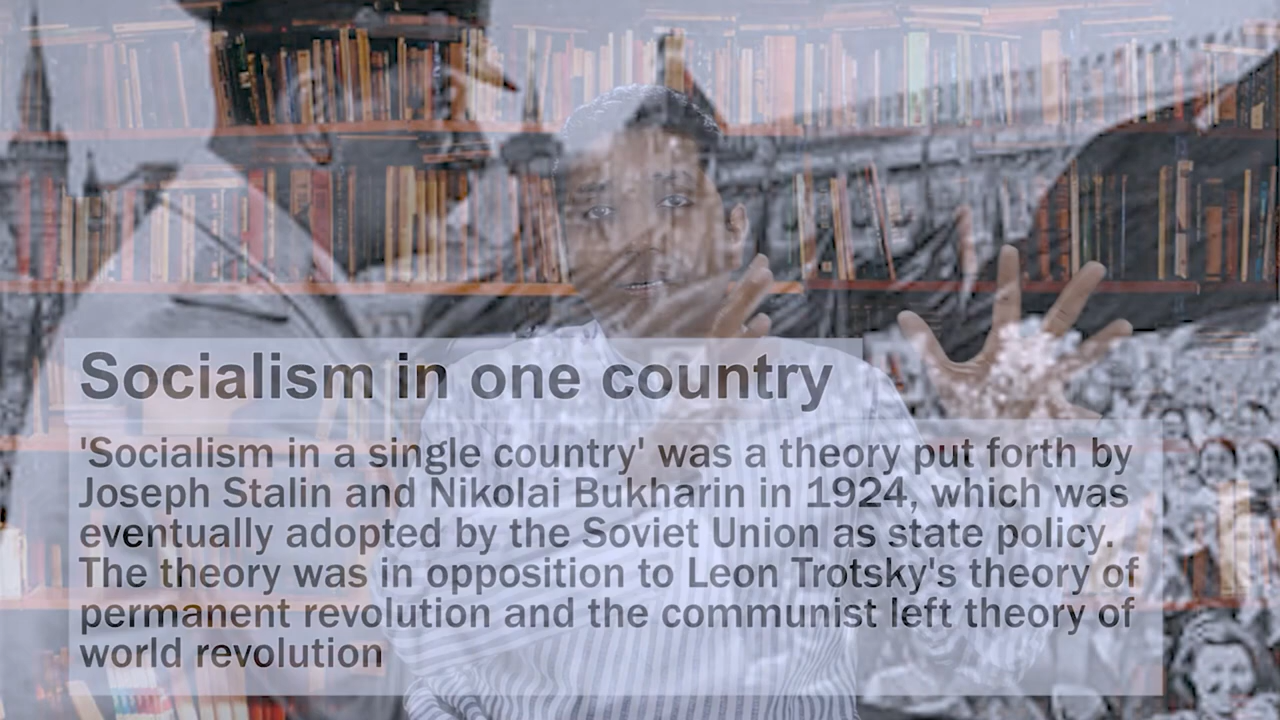 Socialism in one country
'Socialism in a single country' was a theory put forth by
Joseph Stalin and Nikolai Bukharin in 1924, which was
eventually adopted by the Soviet Union as state policy.
The theory was in opposition to Leon Trotsky's theory of
permanent revolution and the communist left theory of
world revolution